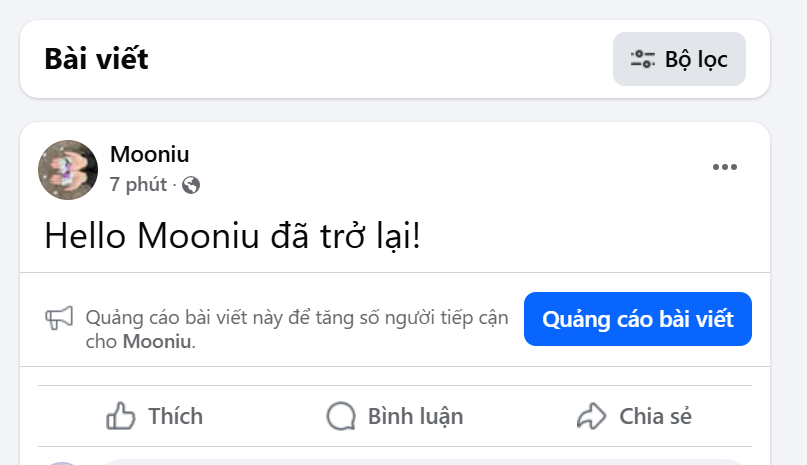 Bài viết
Bộ lọc
Mooniu
7 phút ·
Hello Mooniu đã trở lại!
Quảng cáo bài viết này để tăng số người tiếp cận
cho Mooniu.
Quảng cáo bài viết
Thích
Bình luận
Chia sẻ